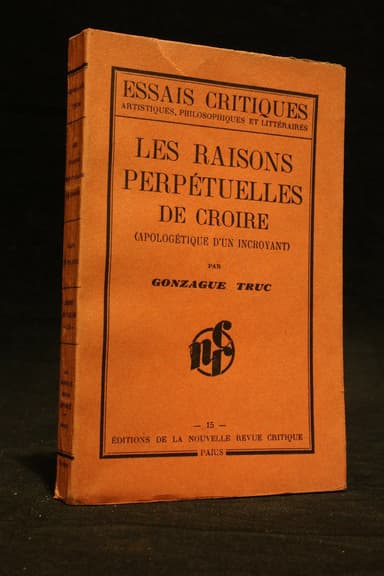 ESSAIS CRITIQUES
ARTISTIQUES, PHILOSOPHIQUES ET LITTÉRAIRES
LES RAISONS
PERPÉTUELLES
DE CROIRE
(APOLOGÉTIQUE D'UN INCROYANT)
PAR
GONZAGUE TRUC
nrc
— 15 —
ÉDITIONS DE LA NOUVELLE REVUE CRITIQUE
PARIS